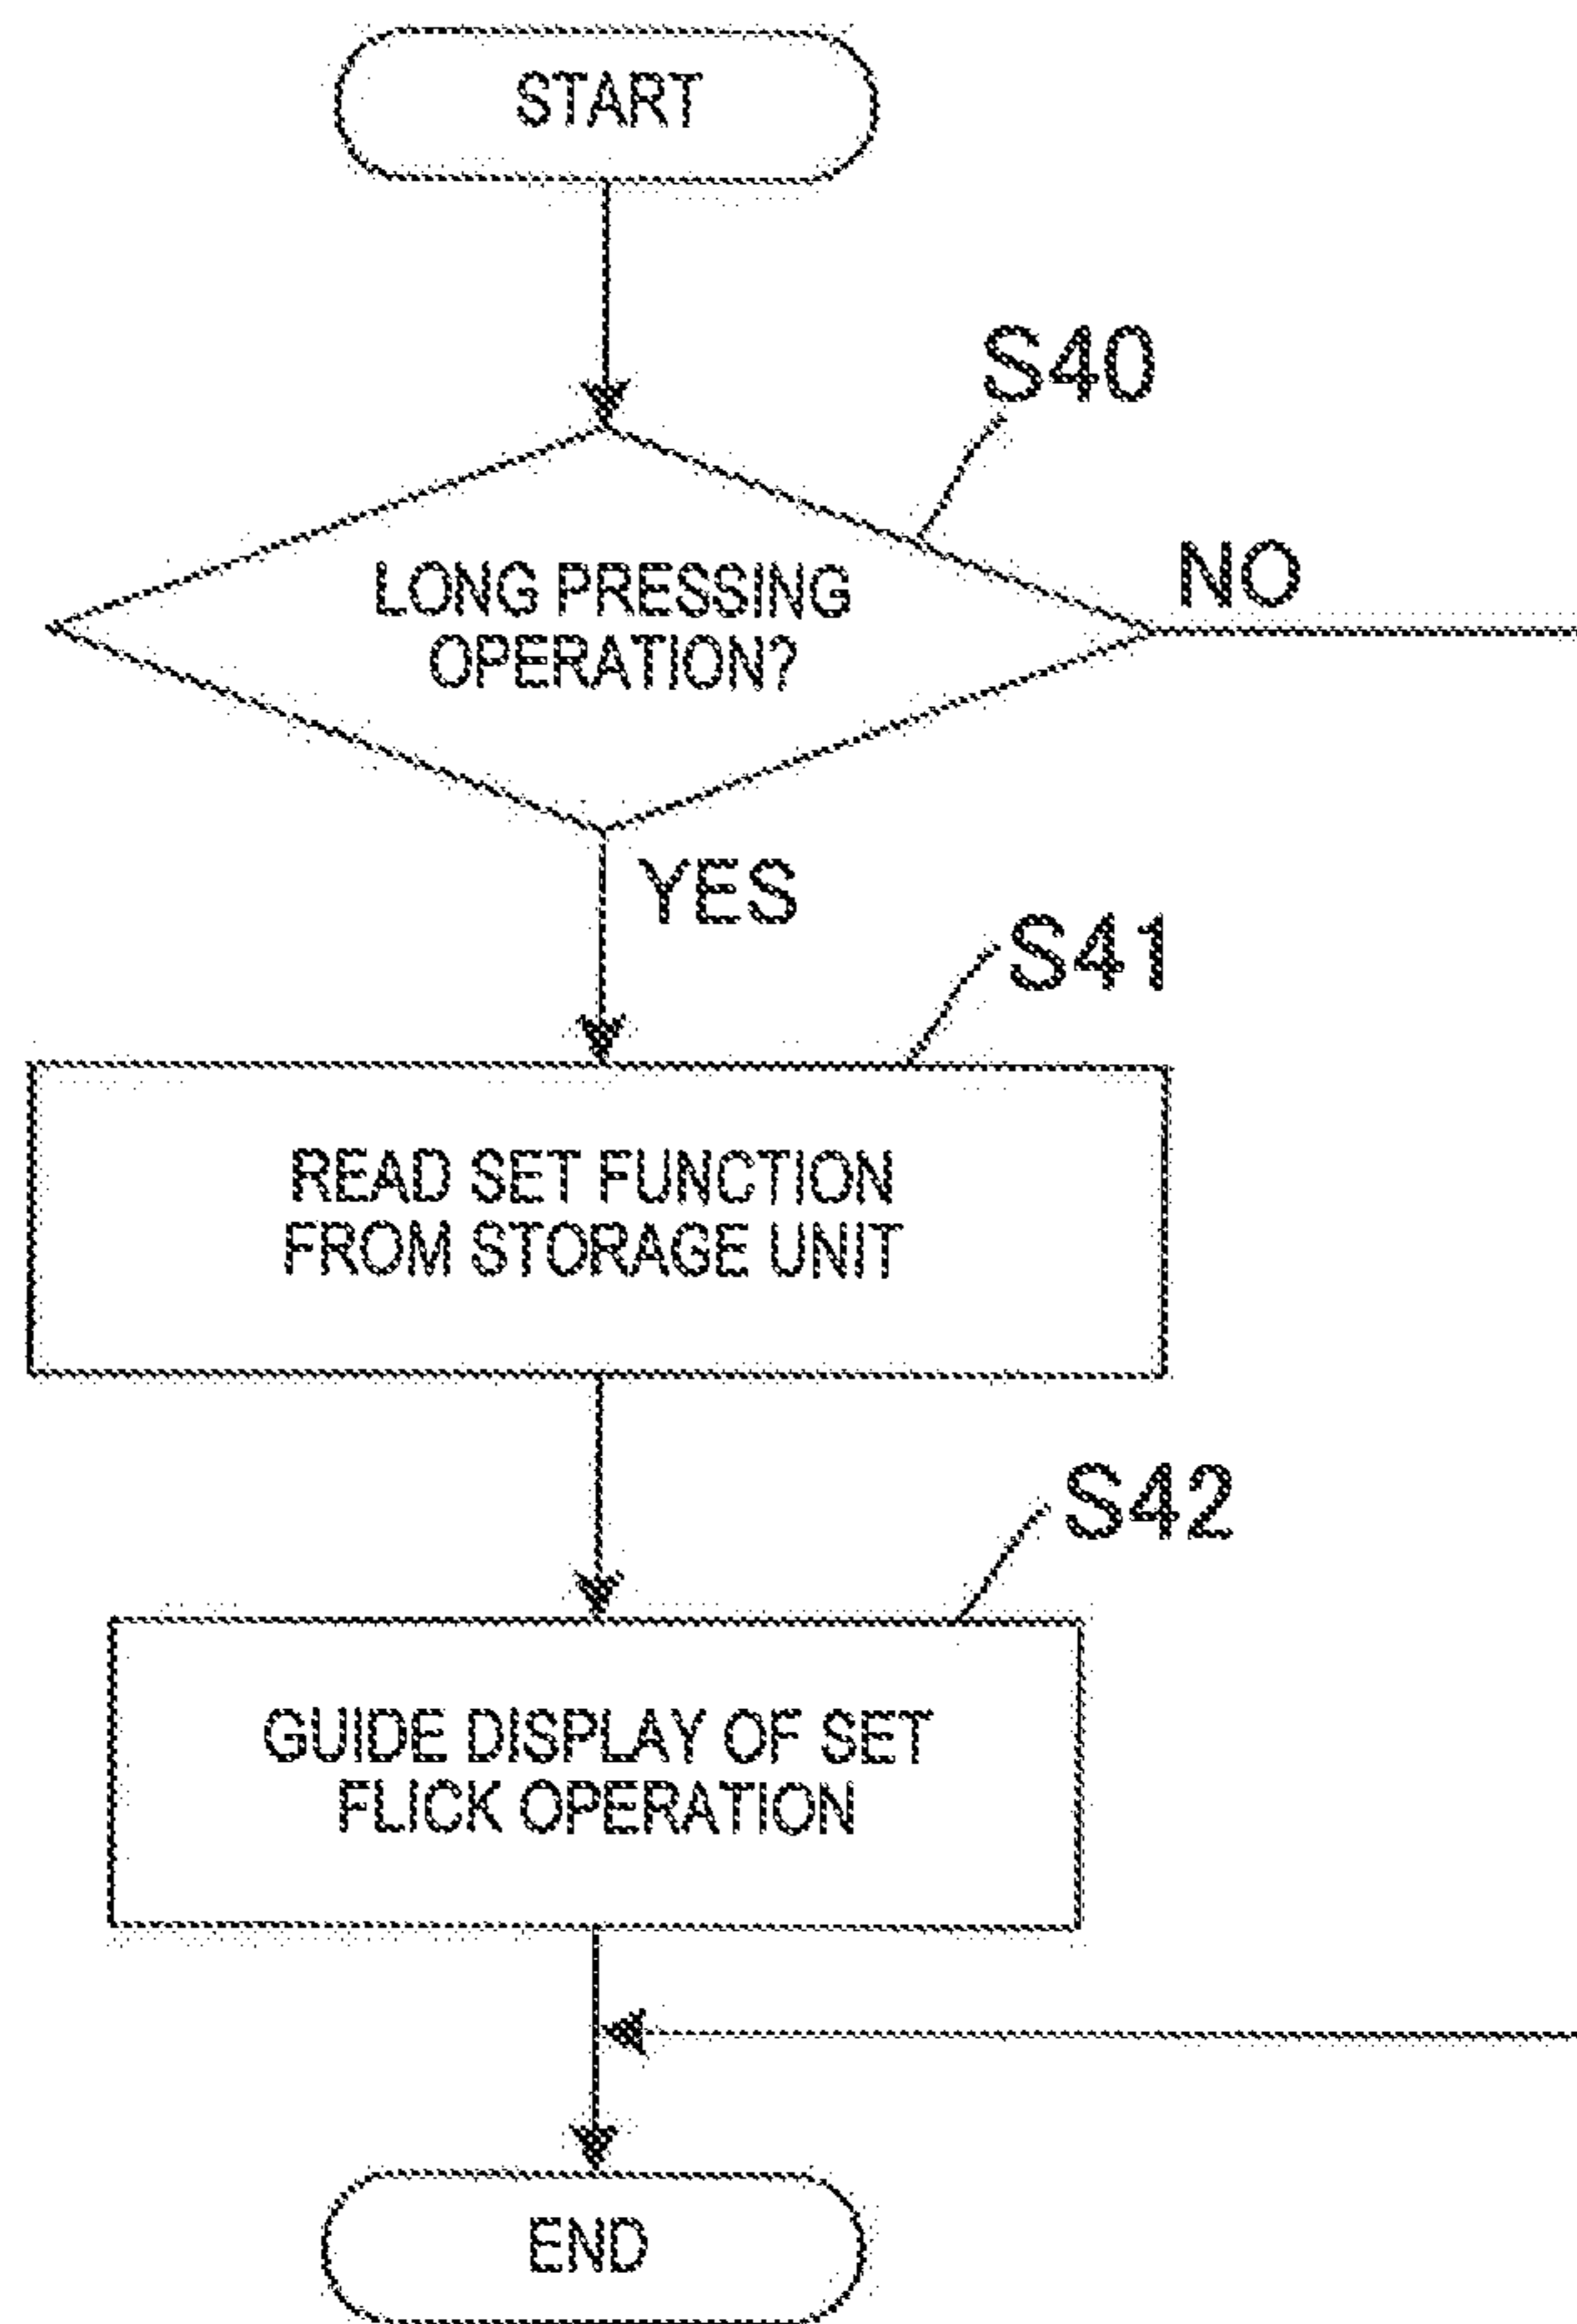 START
S40
LONG PRESSING
OPERATION?
NO
YES
S41
READ SET FUNCTION
FROM STORAGE UNIT
S42
GUIDE DISPLAY OF SET
FLICK OPERATION
END